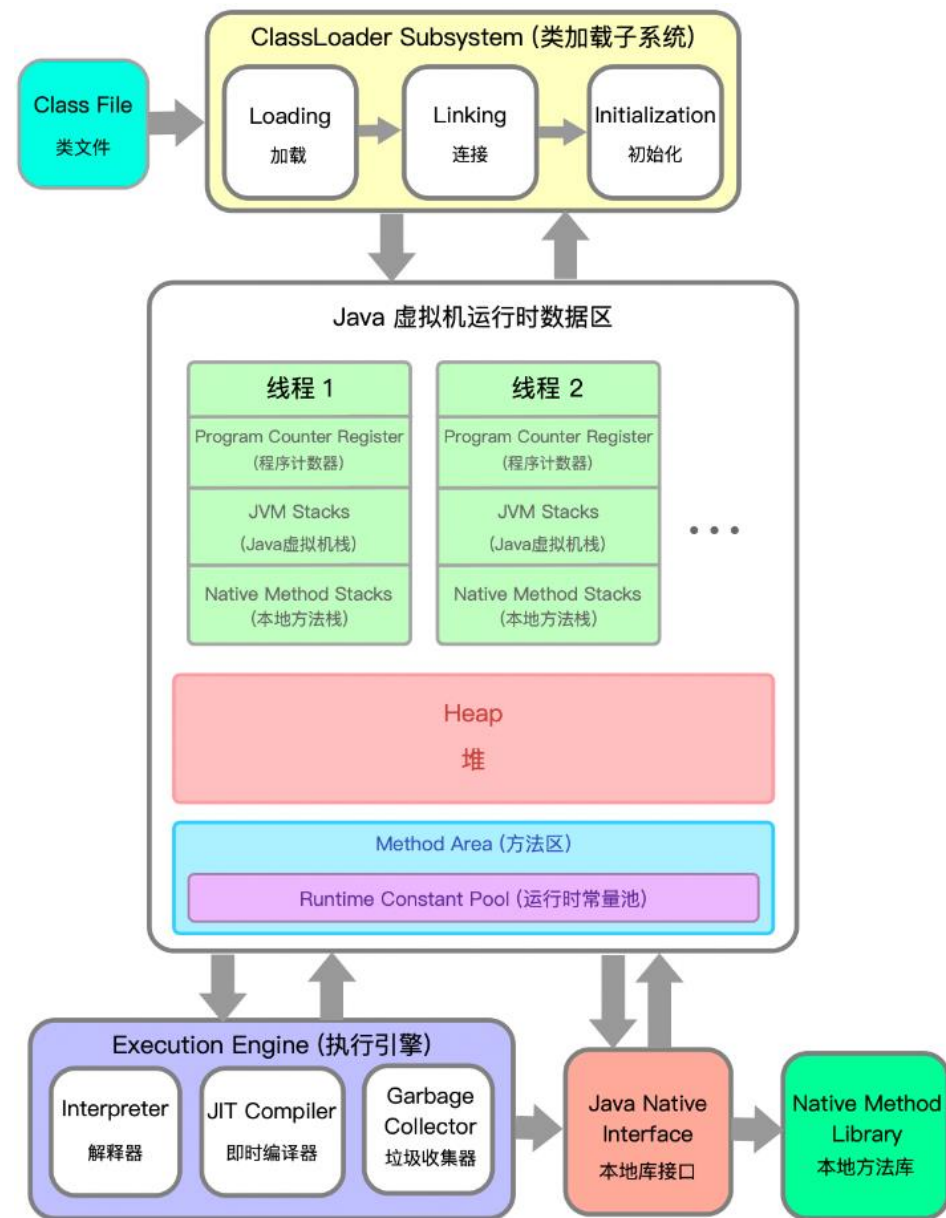 ClassLoader Subsystem (类加载子系统)
Class File
类文件
Loading
加载
Linking
连接
Initialization
初始化
Java 虚拟机运行时数据区
线程 1
Program Counter Register
(程序计数器)
JVM Stacks
(Java虚拟机栈)
Native Method Stacks
(本地方法栈)
线程 2
Program Counter Register
(程序计数器)
JVM Stacks
(Java虚拟机栈)
Native Method Stacks
(本地方法栈)
• • •
Heap
堆
Method Area (方法区)
Runtime Constant Pool (运行时常量池)
Execution Engine (执行引擎)
Interpreter
解释器
JIT Compiler
即时编译器
Garbage
Collector
垃圾收集器
Java Native
Interface
本地库接口
Native Method
Library
本地方法库